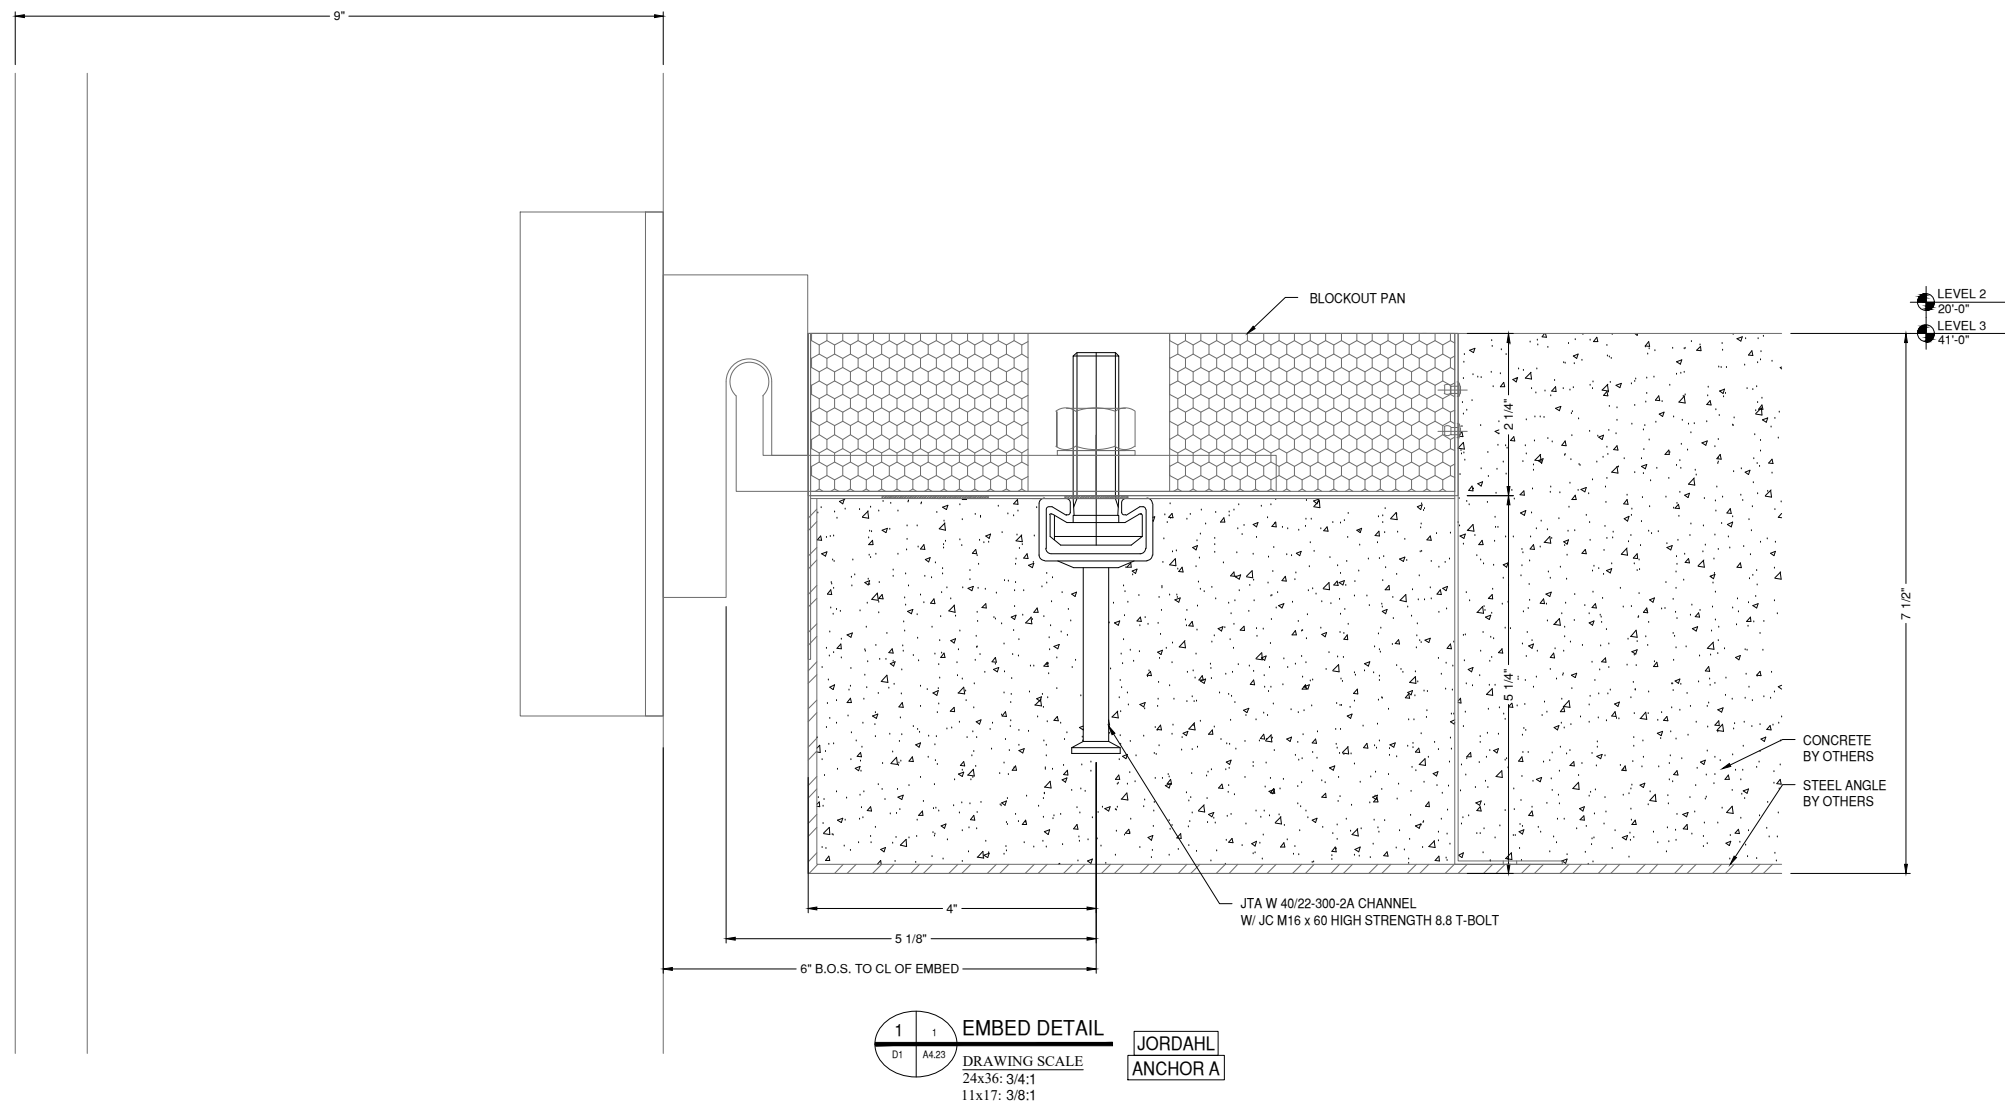 9"
BLOCKOUT PAN
LEVEL 2
20'-0"
LEVEL 3
41'-0"
2 1/4"
7 1/2"
5 1/4"
CONCRETE
BY OTHERS
STEEL ANGLE
BY OTHERS
4"
JTA W 40/22-300-2A CHANNEL
W/ JC M16 x 60 HIGH STRENGTH 8.8 T-BOLT
5 1/8"
6" B.O.S. TO CL OF EMBED
1
1
EMBED DETAIL
D1
A4.23
DRAWING SCALE
24x36: 3/4:1
11x17: 3/8:1
JORDAHL
ANCHOR A